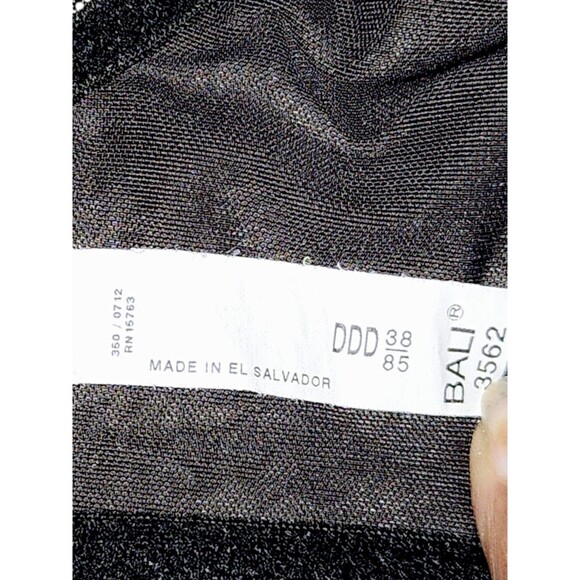 350 / 0712
RN 15763
DDD 38
85
MADE IN EL SALVADOR
BALI®
3562